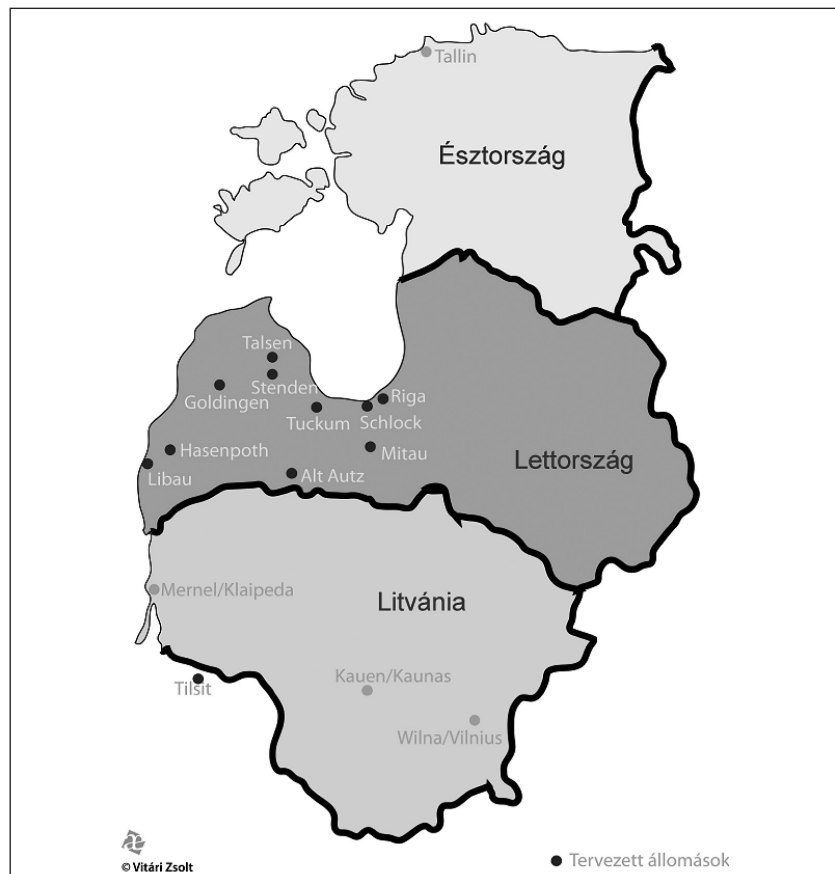 Tallin
Észtország
Talsen
Stenden
Goldingen
Riga
Tuckum
Schlock
Hasenpoth
Mitau
Lettország
Libau
Alt Autz
Mernel/Klaipeda
Litvánia
Kauen/Kaunas
Tilsit
Wilna/Vilnius
© Vitári Zsolt
Tervezett állomások